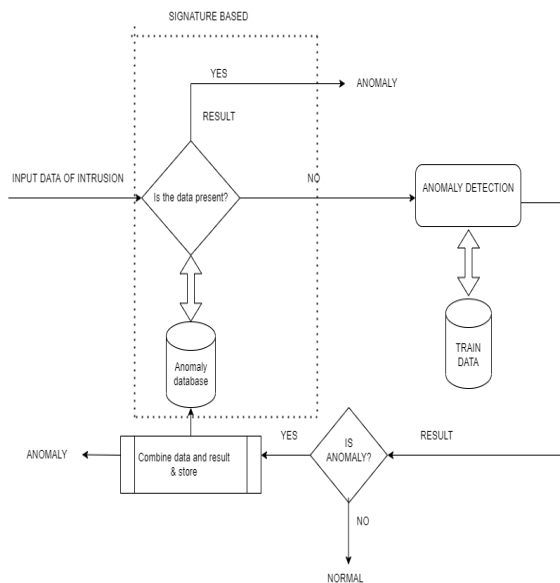 SIGNATURE BASED
YES
ANOMALY
RESULT
INPUT DATA OF INTRUSION
Is the data present?
NO
ANOMALY DETECTION
Anomaly
database
TRAIN
DATA
ANOMALY
Combine data and result
& store
YES
IS
ANOMALY?
RESULT
NO
NORMAL